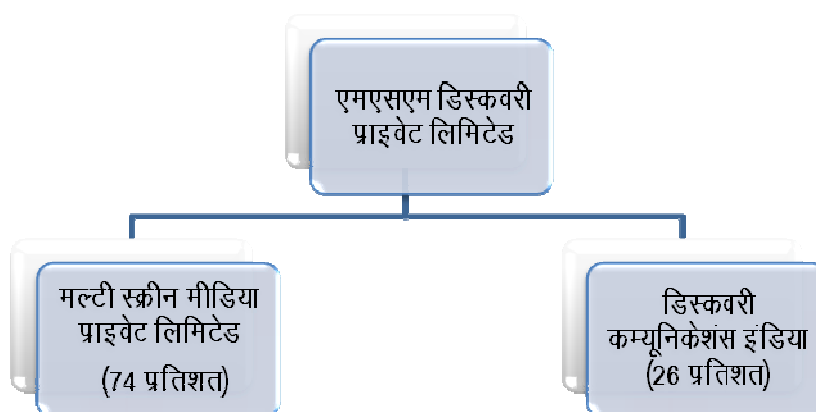 एमएसएम डिस्कवरी
प्राइवेट लिमिटेड
मल्टी स्क्रीन मीडिया
प्राइवेट लिमिटेड
(74 प्रतिशत)
डिस्कवरी
कम्यूनिकेशंस इंडिया
(26 प्रतिशत)